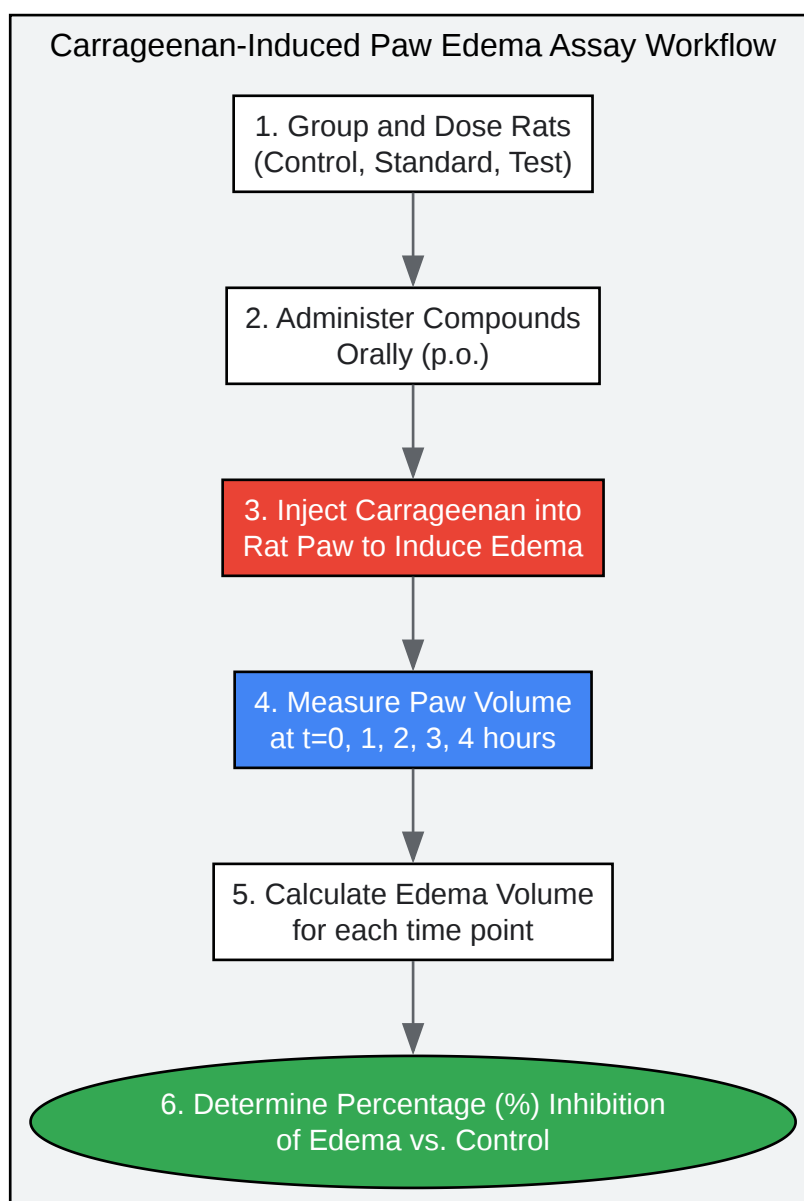 Carrageenan-Induced Paw Edema Assay Workflow
1. Group and Dose Rats
(Control, Standard, Test)
2. Administer Compounds
Orally (p.o.)
3. Inject Carrageenan into
Rat Paw to Induce Edema
4. Measure Paw Volume
at t=0, 1, 2, 3, 4 hours
5. Calculate Edema Volume
for each time point
6. Determine Percentage (%) Inhibition
of Edema vs. Control